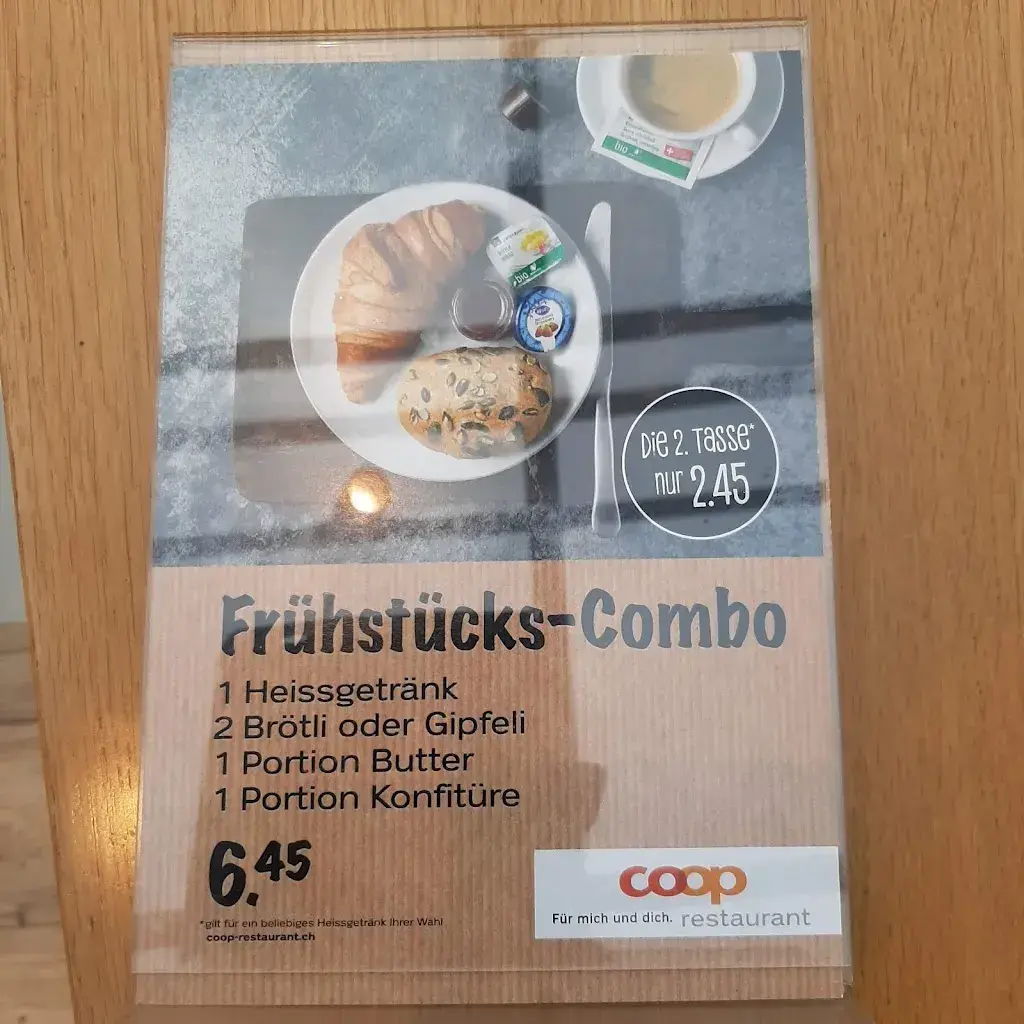 bio
bio
Die 2. Tasse*
nur 2.45
Frühstücks-Combo
1 Heissgetränk
2 Brötli oder Gipfeli
1 Portion Butter
1 Portion Konfitüre
6.45
*gilt für ein beliebiges Heissgetränk Ihrer Wahl
coop-restaurant.ch
coop
Für mich und dich. restaurant